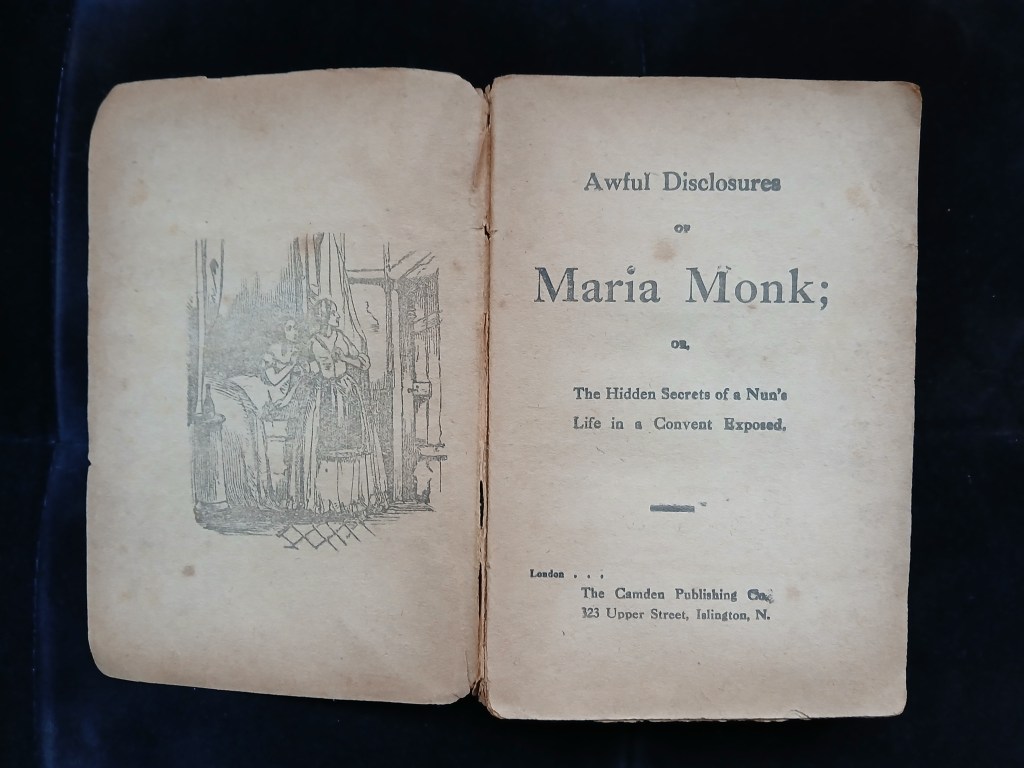 Awful Disclosures
OF
Maria Monk;
OR,
The Hidden Secrets of a Nun's
Life in a Convent Exposed.
London . . .
The Camden Publishing Co.
323 Upper Street, Islington, N.